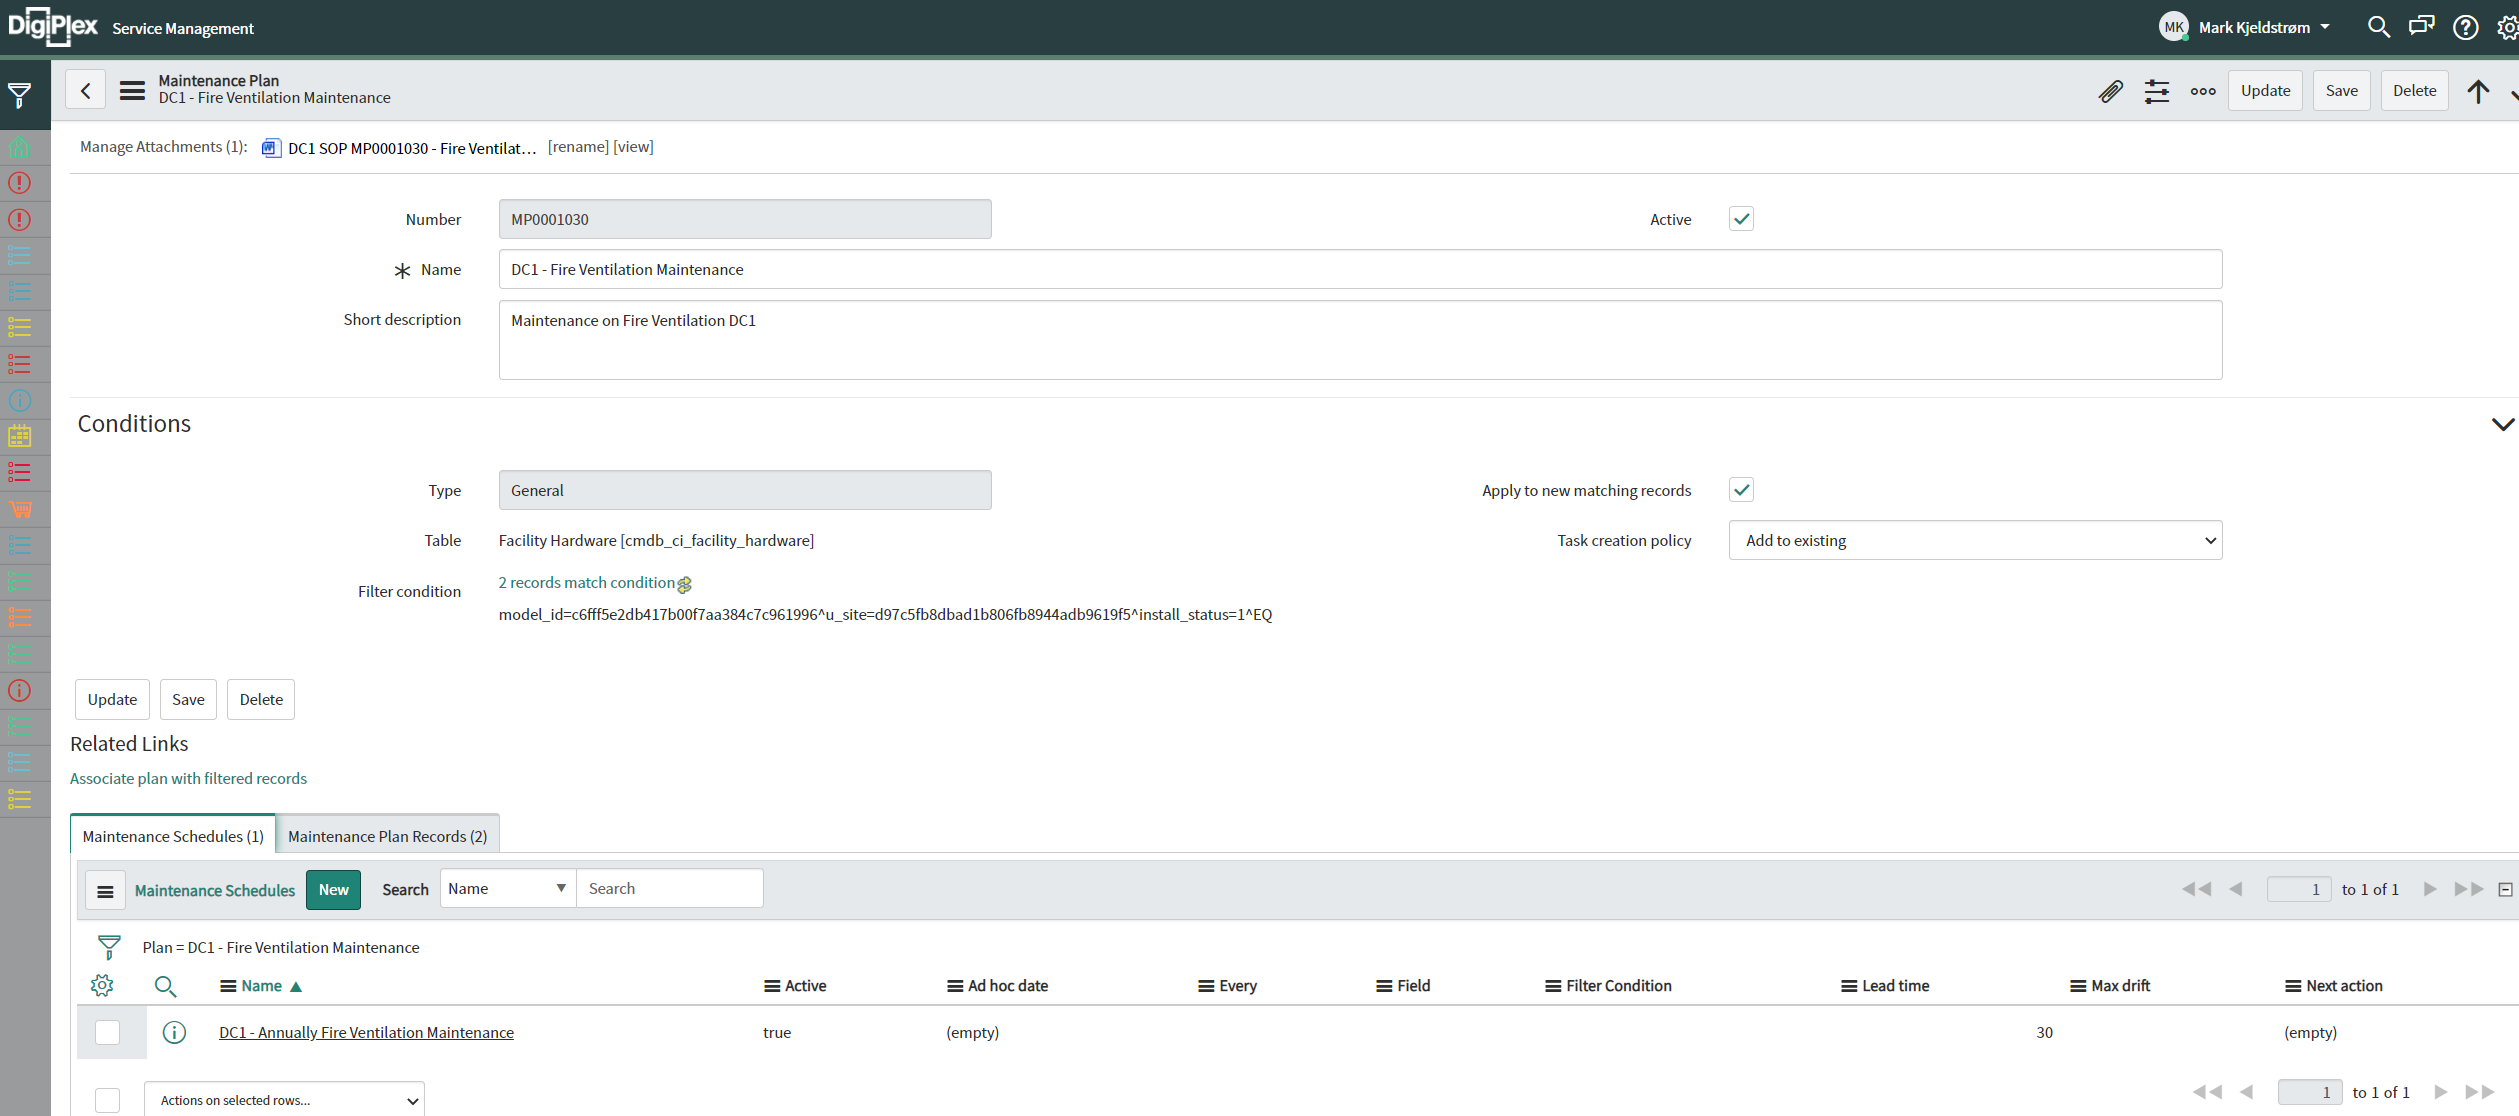 DigiPlex Service Management
MK Mark Kjeldstrøm
Maintenance Plan
DC1 - Fire Ventilation Maintenance
Update Save Delete
Manage Attachments (1): DC1 SOP MP0001030 - Fire Ventilat... [rename] [view]
Number MP0001030 Active
Name DC1 - Fire Ventilation Maintenance
Short description Maintenance on Fire Ventilation DC1
Conditions
Type General Apply to new matching records
Table Facility Hardware [cmdb_ci_facility_hardware] Task creation policy Add to existing
Filter condition 2 records match condition
model_id=c6fff5e2db417b00f7aa384c7c961996^u_site=d97c5fb8dbad1b806fb8944adb9619f5^install_status=1^EQ
Update Save Delete
Related Links
Associate plan with filtered records
Maintenance Schedules (1) Maintenance Plan Records (2)
Maintenance Schedules New Search Name Search 1 to 1 of 1
Plan = DC1 - Fire Ventilation Maintenance
Name Active Ad hoc date Every Field Filter Condition Lead time Max drift Next action
DC1 - Annually Fire Ventilation Maintenance true (empty) 30 (empty)
Actions on selected rows... 1 to 1 of 1